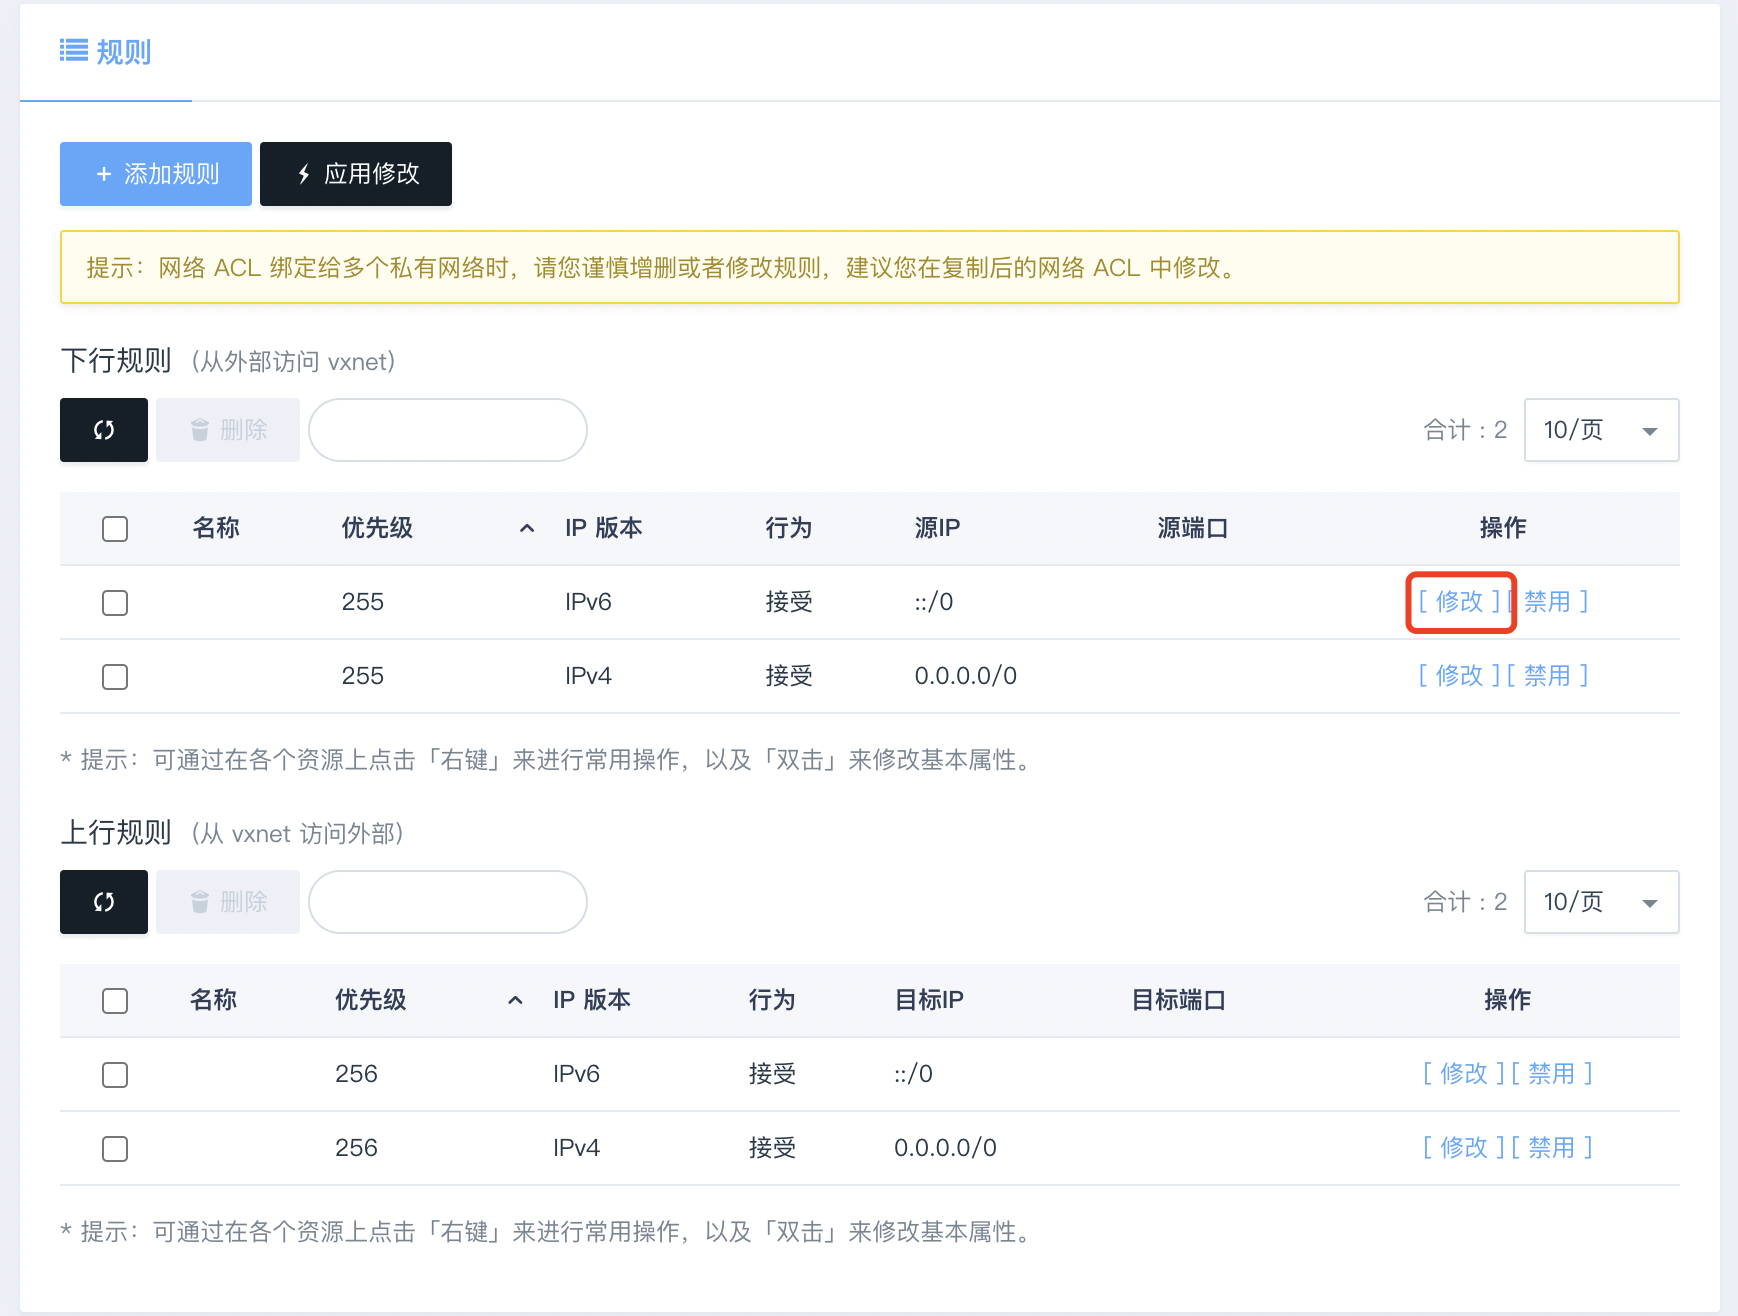 规则
+ 添加规则 应用修改
提示：网络 ACL 绑定给多个私有网络时，请您谨慎增删或者修改规则，建议您在复制后的网络 ACL 中修改。
下行规则 (从外部访问 vxnet)
删除 合计 : 2 10/页
名称 优先级 IP 版本 行为 源IP 源端口 操作
255 IPv6 接受 ::/0 [ 修改 ] [ 禁用 ]
255 IPv4 接受 0.0.0.0/0 [ 修改 ] [ 禁用 ]
* 提示：可通过在各个资源上点击「右键」来进行常用操作，以及「双击」来修改基本属性。
上行规则 (从 vxnet 访问外部)
删除 合计 : 2 10/页
名称 优先级 IP 版本 行为 目标IP 目标端口 操作
256 IPv6 接受 ::/0 [ 修改 ] [ 禁用 ]
256 IPv4 接受 0.0.0.0/0 [ 修改 ] [ 禁用 ]
* 提示：可通过在各个资源上点击「右键」来进行常用操作，以及「双击」来修改基本属性。